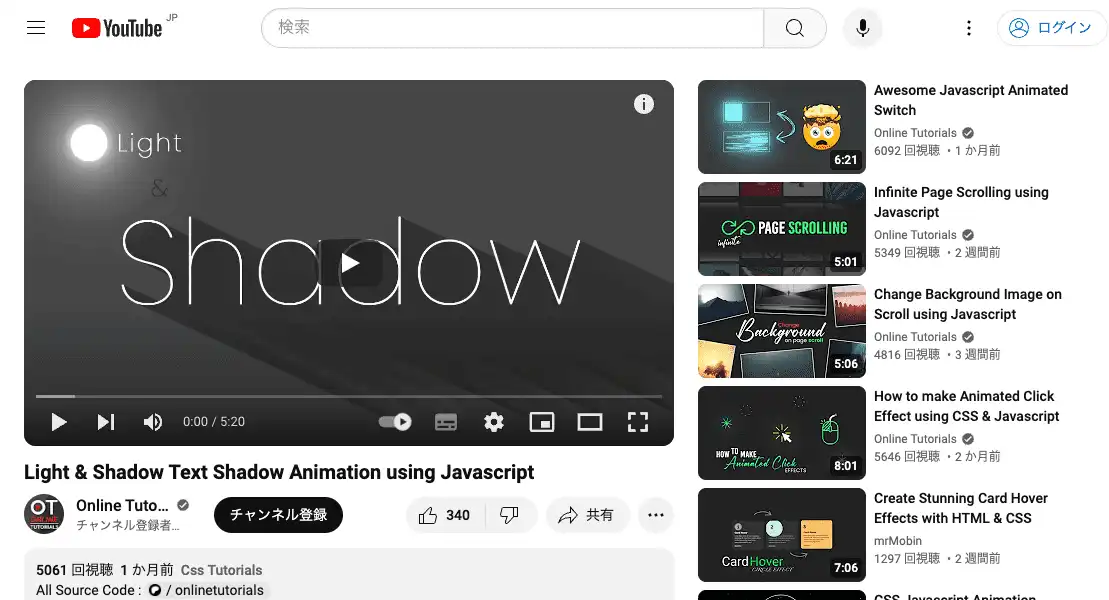 YouTube JP
検索
ログイン
Light
&
Shadow
0:00 / 5:20
Light & Shadow Text Shadow Animation using Javascript
OT
ONLINE
TUTORIALS
Online Tuto...
チャンネル登録者...
チャンネル登録
340
共有
5061 回視聴 1 か月前 Css Tutorials
All Source Code : / onlinetutorials
6:21
Awesome Javascript Animated
Switch
Online Tutorials
6092 回視聴 ・1 か月前
infinite
PAGE SCROLLING
5:01
Infinite Page Scrolling using
Javascript
Online Tutorials
5349 回視聴 ・2 週間前
Change
Background
on page scroll
5:06
Change Background Image on
Scroll using Javascript
Online Tutorials
4816 回視聴 ・3 週間前
HOW TO MAKE
Animated Click
EFFECTS
8:01
How to make Animated Click
Effect using CSS & Javascript
Online Tutorials
5646 回視聴 ・2 か月前
CardHover
CIRCLE EFFECT
7:06
Create Stunning Card Hover
Effects with HTML & CSS
mrMobin
1297 回視聴 ・2 週間前
CSS Javascript Animation